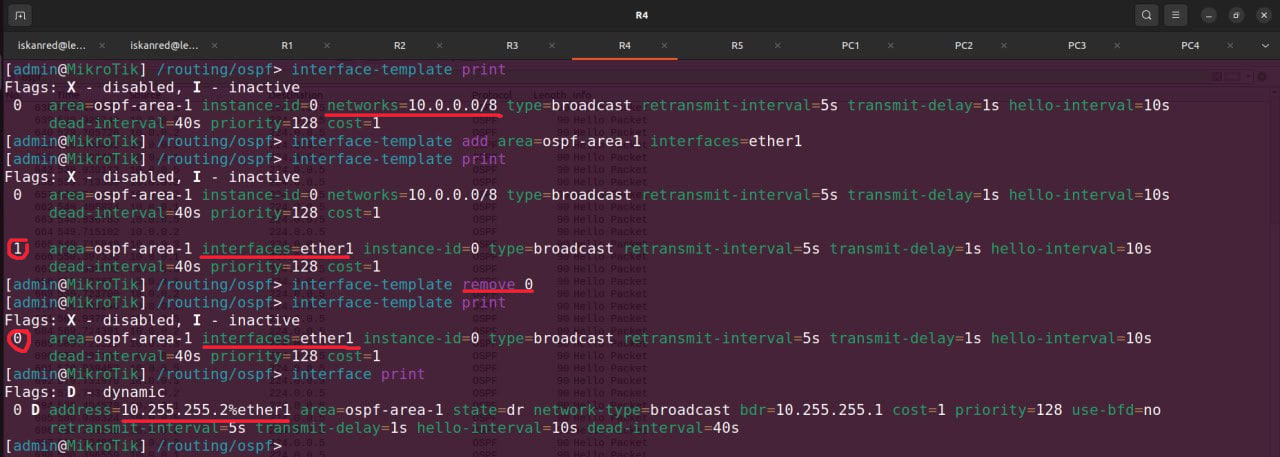 R4
iskanred@le...
iskanred@le...
R1
R2
R3
R4
R5
PC1
PC2
PC3
PC4
[admin@MikroTik] /routing/ospf> interface-template print
Flags: X - disabled, I - inactive
0 area=ospf-area-1 instance-id=0 networks=10.0.0.0/8 type=broadcast retransmit-interval=5s transmit-delay=1s hello-interval=10s
dead-interval=40s priority=128 cost=1
[admin@MikroTik] /routing/ospf> interface-template add area=ospf-area-1 interfaces=ether1
[admin@MikroTik] /routing/ospf> interface-template print
Flags: X - disabled, I - inactive
0 area=ospf-area-1 instance-id=0 networks=10.0.0.0/8 type=broadcast retransmit-interval=5s transmit-delay=1s hello-interval=10s
dead-interval=40s priority=128 cost=1
1 area=ospf-area-1 interfaces=ether1 instance-id=0 type=broadcast retransmit-interval=5s transmit-delay=1s hello-interval=10s
dead-interval=40s priority=128 cost=1
[admin@MikroTik] /routing/ospf> interface-template remove 0
[admin@MikroTik] /routing/ospf> interface-template print
Flags: X - disabled, I - inactive
0 area=ospf-area-1 interfaces=ether1 instance-id=0 type=broadcast retransmit-interval=5s transmit-delay=1s hello-interval=10s
dead-interval=40s priority=128 cost=1
[admin@MikroTik] /routing/ospf> interface print
Flags: D - dynamic
0 D address=10.255.255.2%ether1 area=ospf-area-1 state=dr network-type=broadcast bdr=10.255.255.1 cost=1 priority=128 use-bfd=no
retransmit-interval=5s transmit-delay=1s hello-interval=10s dead-interval=40s
[admin@MikroTik] /routing/ospf>